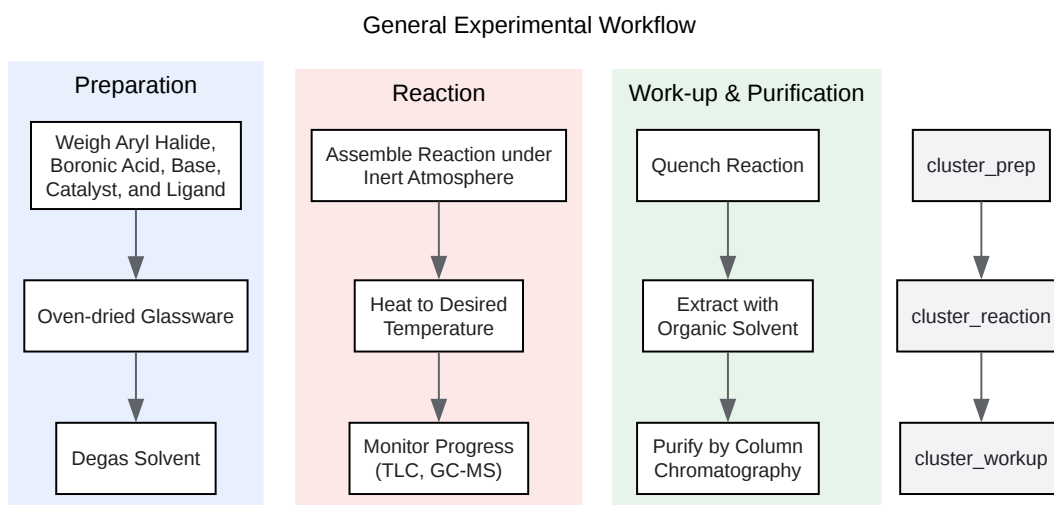 General Experimental Workflow
Preparation
Weigh Aryl Halide,
Boronic Acid, Base,
Catalyst, and Ligand
Oven-dried Glassware
Degas Solvent
Reaction
Assemble Reaction under
Inert Atmosphere
Heat to Desired
Temperature
Monitor Progress
(TLC, GC-MS)
Work-up & Purification
Quench Reaction
Extract with
Organic Solvent
Purify by Column
Chromatography
cluster_prep
cluster_reaction
cluster_workup